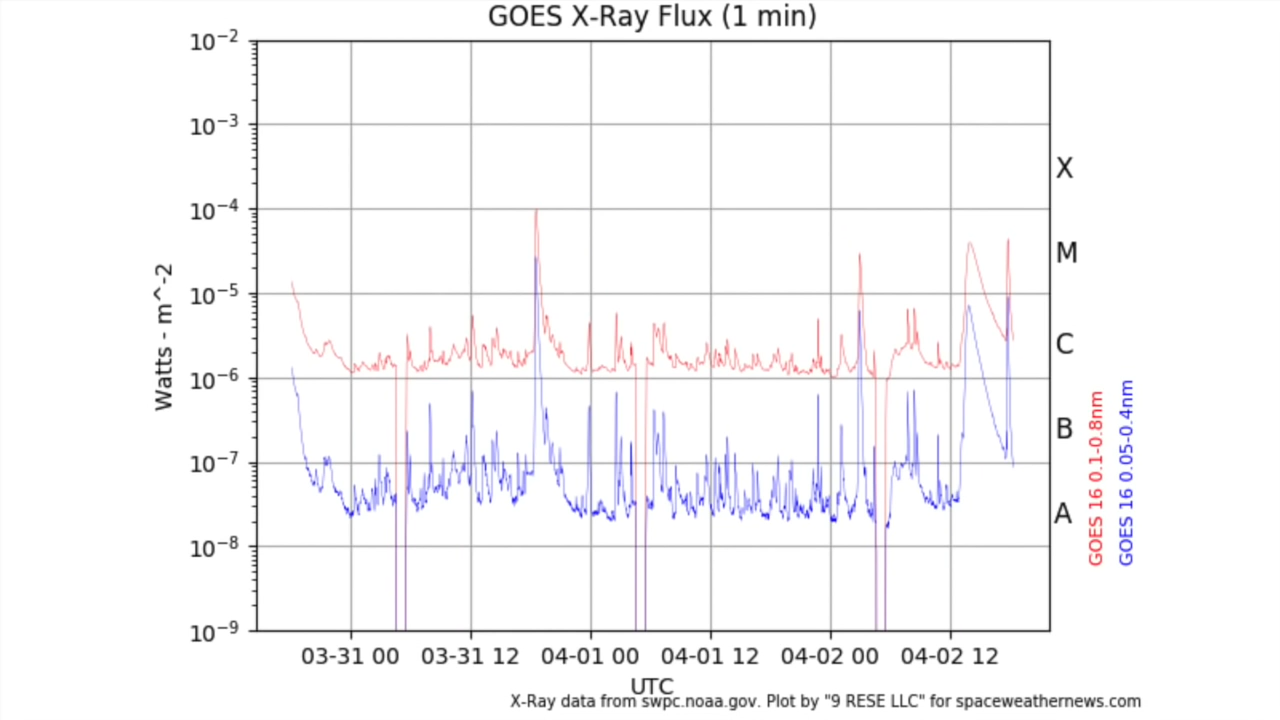 GOES X-Ray Flux (1 min)
10⁻²
10⁻³
10⁻⁴
10⁻⁵
10⁻⁶
10⁻⁷
10⁻⁸
10⁻⁹
Watts - m^-2
X
M
C
B
A
GOES 16 0.1-0.8nm
GOES 16 0.05-0.4nm
03-31 00 03-31 12 04-01 00 04-01 12 04-02 00 04-02 12
UTC
X-Ray data from swpc.noaa.gov. Plot by "9 RESE LLC" for spaceweathernews.com